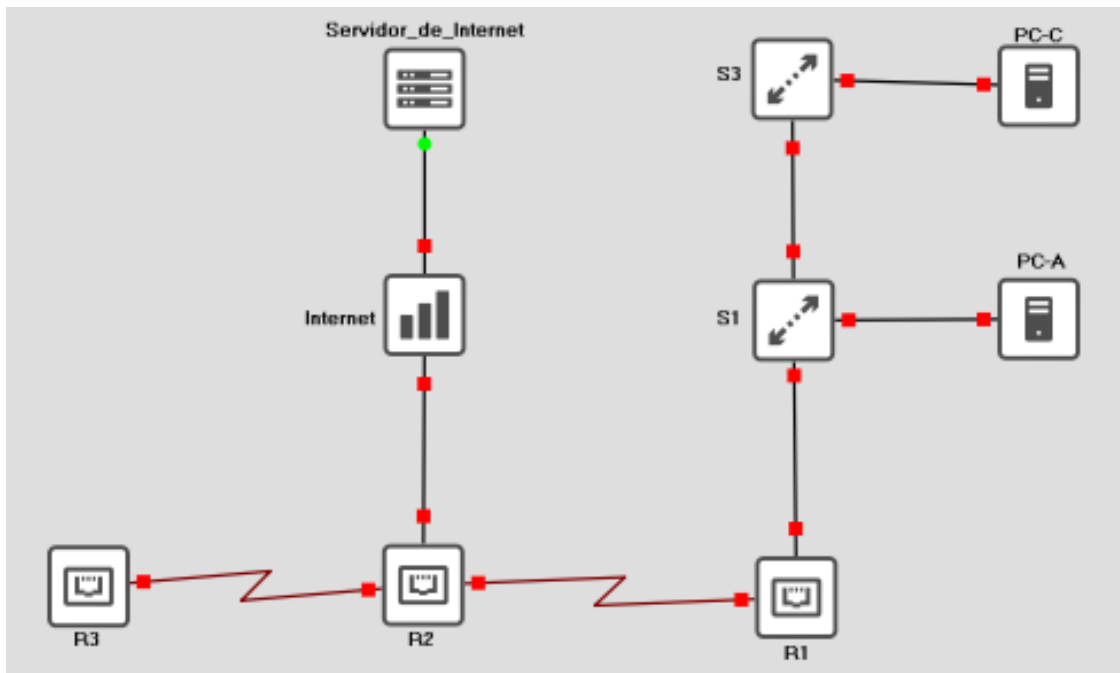 Servidor_de_Internet
PC-C
S3
PC-A
Internet
S1
R3
R2
R1